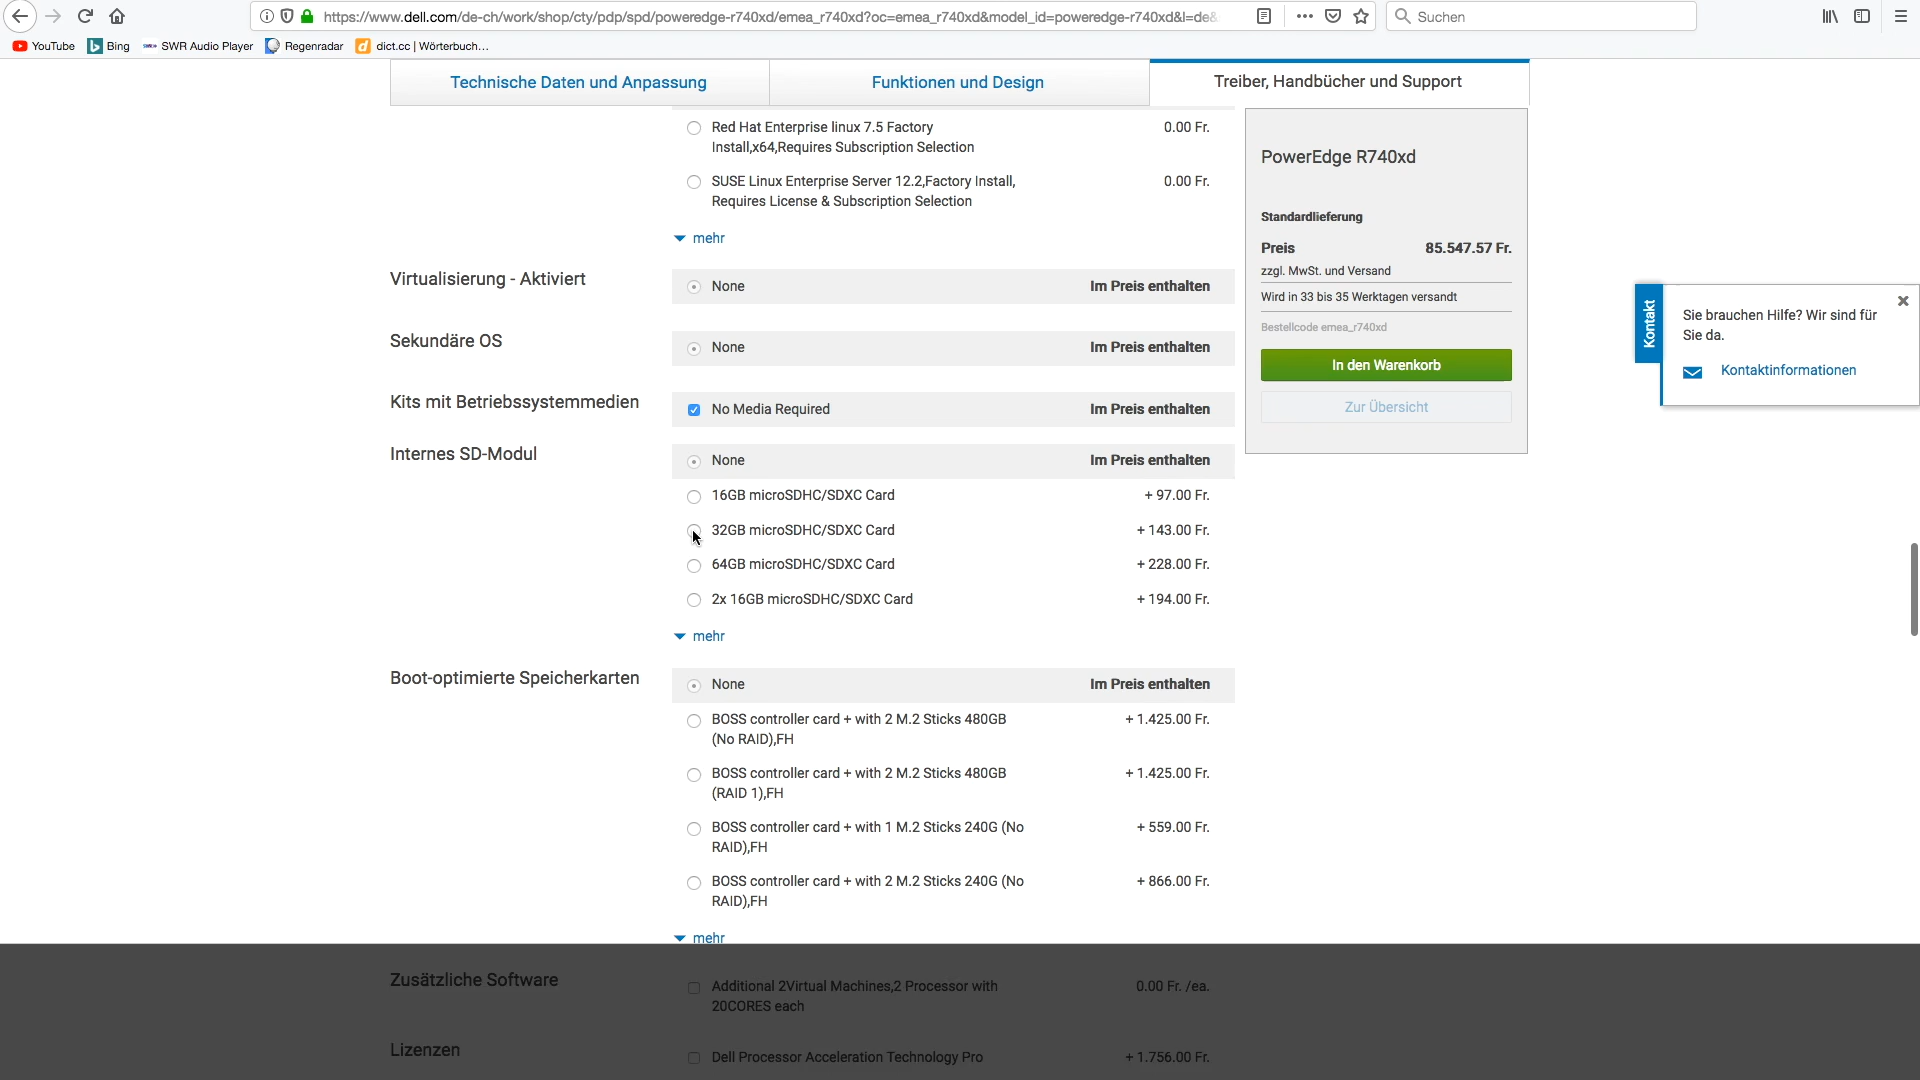 https://www.dell.com/de-ch/work/shop/cty/pdp/spd/poweredge-r740xd/emea_r740xd?oc=emea_r740xd&model_id=poweredge-r740xd&l=de&
Suchen
YouTube
Bing
SWR Audio Player
Regenradar
dict.cc | Wörterbuch...
Technische Daten und Anpassung
Funktionen und Design
Treiber, Handbücher und Support
Red Hat Enterprise linux 7.5 Factory
Install,x64,Requires Subscription Selection
0.00 Fr.
SUSE Linux Enterprise Server 12.2,Factory Install,
Requires License & Subscription Selection
0.00 Fr.
mehr
Virtualisierung - Aktiviert
None
Im Preis enthalten
Sekundäre OS
None
Im Preis enthalten
Kits mit Betriebssystemmedien
No Media Required
Im Preis enthalten
Internes SD-Modul
None
Im Preis enthalten
16GB microSDHC/SDXC Card
+ 97.00 Fr.
32GB microSDHC/SDXC Card
+ 143.00 Fr.
64GB microSDHC/SDXC Card
+ 228.00 Fr.
2x 16GB microSDHC/SDXC Card
+ 194.00 Fr.
mehr
Boot-optimierte Speicherkarten
None
Im Preis enthalten
BOSS controller card + with 2 M.2 Sticks 480GB
(No RAID),FH
+ 1.425.00 Fr.
BOSS controller card + with 2 M.2 Sticks 480GB
(RAID 1),FH
+ 1.425.00 Fr.
BOSS controller card + with 1 M.2 Sticks 240G (No
RAID),FH
+ 559.00 Fr.
BOSS controller card + with 2 M.2 Sticks 240G (No
RAID),FH
+ 866.00 Fr.
mehr
Zusätzliche Software
Additional 2Virtual Machines,2 Processor with
20CORES each
0.00 Fr. /ea.
Lizenzen
Dell Processor Acceleration Technology Pro
+ 1.756.00 Fr.
PowerEdge R740xd
Standardlieferung
Preis
85.547.57 Fr.
zzgl. MwSt. und Versand
Wird in 33 bis 35 Werktagen versandt
Bestellcode emea_r740xd
In den Warenkorb
Zur Übersicht
Kontakt
Sie brauchen Hilfe? Wir sind für
Sie da.
Kontaktinformationen